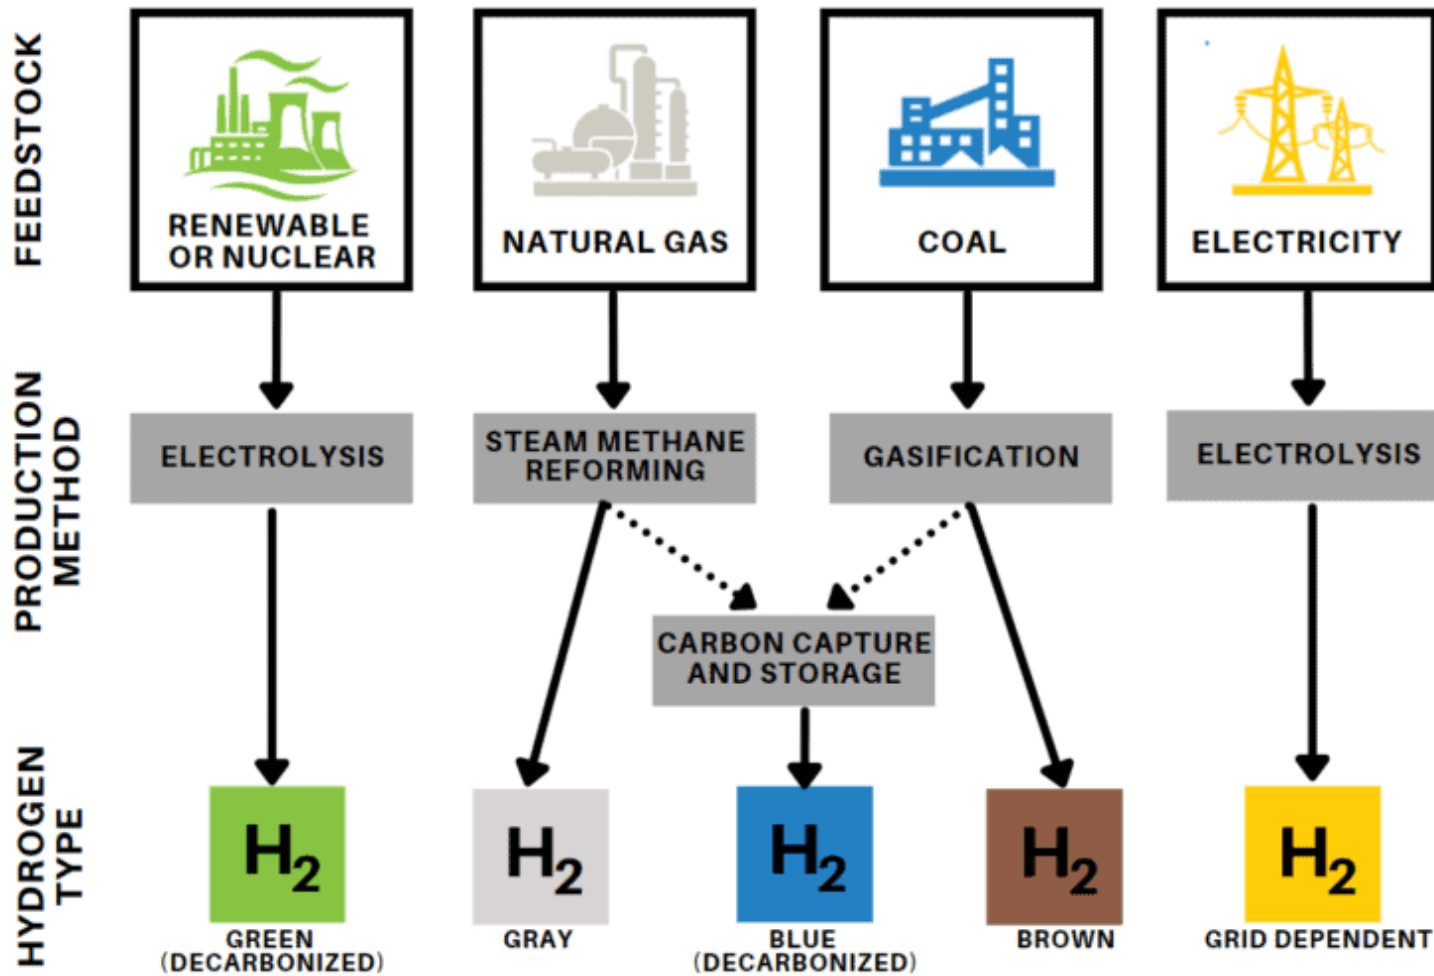 FEEDSTOCK
RENEWABLE
OR NUCLEAR
NATURAL GAS
COAL
ELECTRICITY
PRODUCTION
METHOD
ELECTROLYSIS
STEAM METHANE
REFORMING
GASIFICATION
ELECTROLYSIS
CARBON CAPTURE
AND STORAGE
HYDROGEN
TYPE
H₂
H₂
H₂
H₂
H₂
GREEN
(DECARBONIZED)
GRAY
BLUE
(DECARBONIZED)
BROWN
GRID DEPENDENT